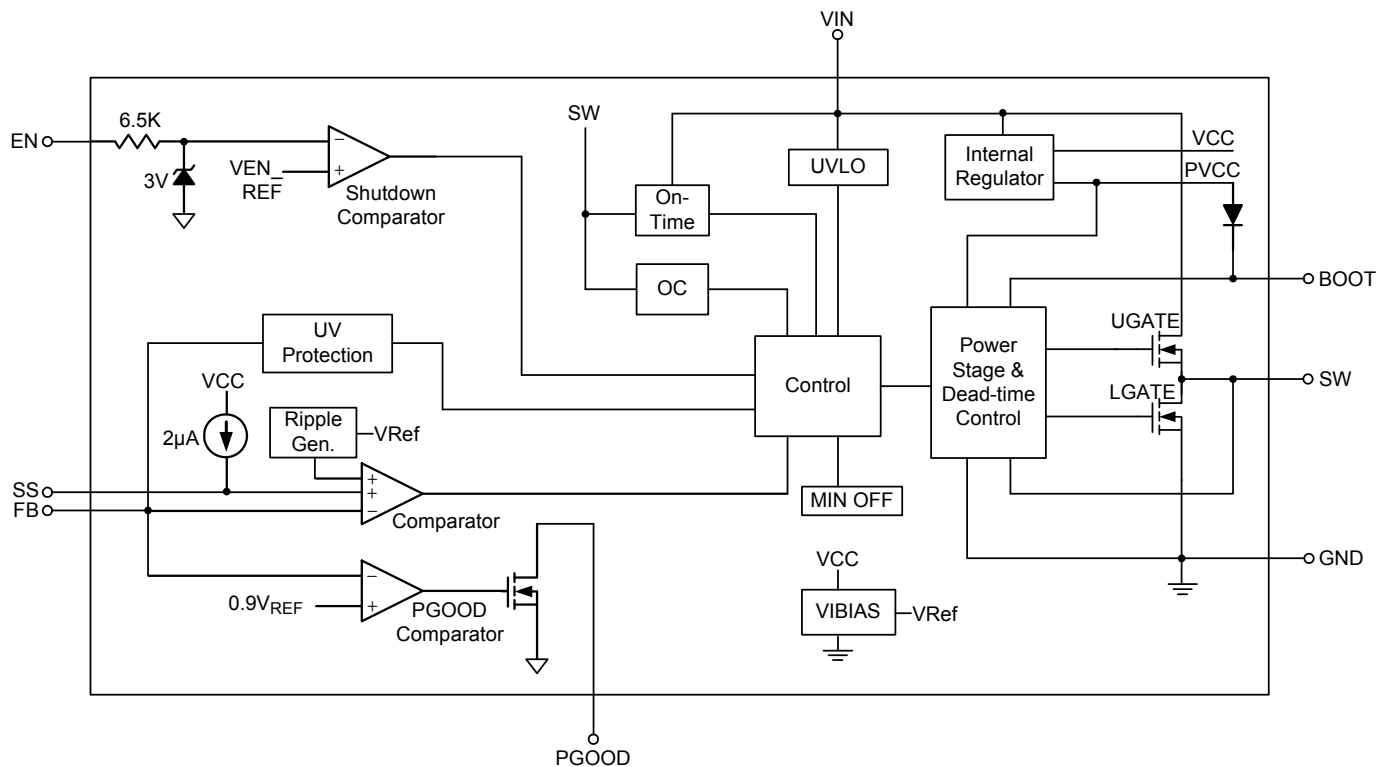 VIN
EN
6.5K
3V
VEN_
REF
−
+
Shutdown
Comparator
SW
On-
Time
OC
UVLO
Internal
Regulator
VCC
PVCC
BOOT
UV
Protection
VCC
2µA
Ripple
Gen.
VRef
Control
Power
Stage &
Dead-time
Control
UGATE
LGATE
SW
SS
FB
+
+
−
Comparator
MIN OFF
0.9VREF
−
+
PGOOD
Comparator
VCC
VIBIAS
VRef
GND
PGOOD